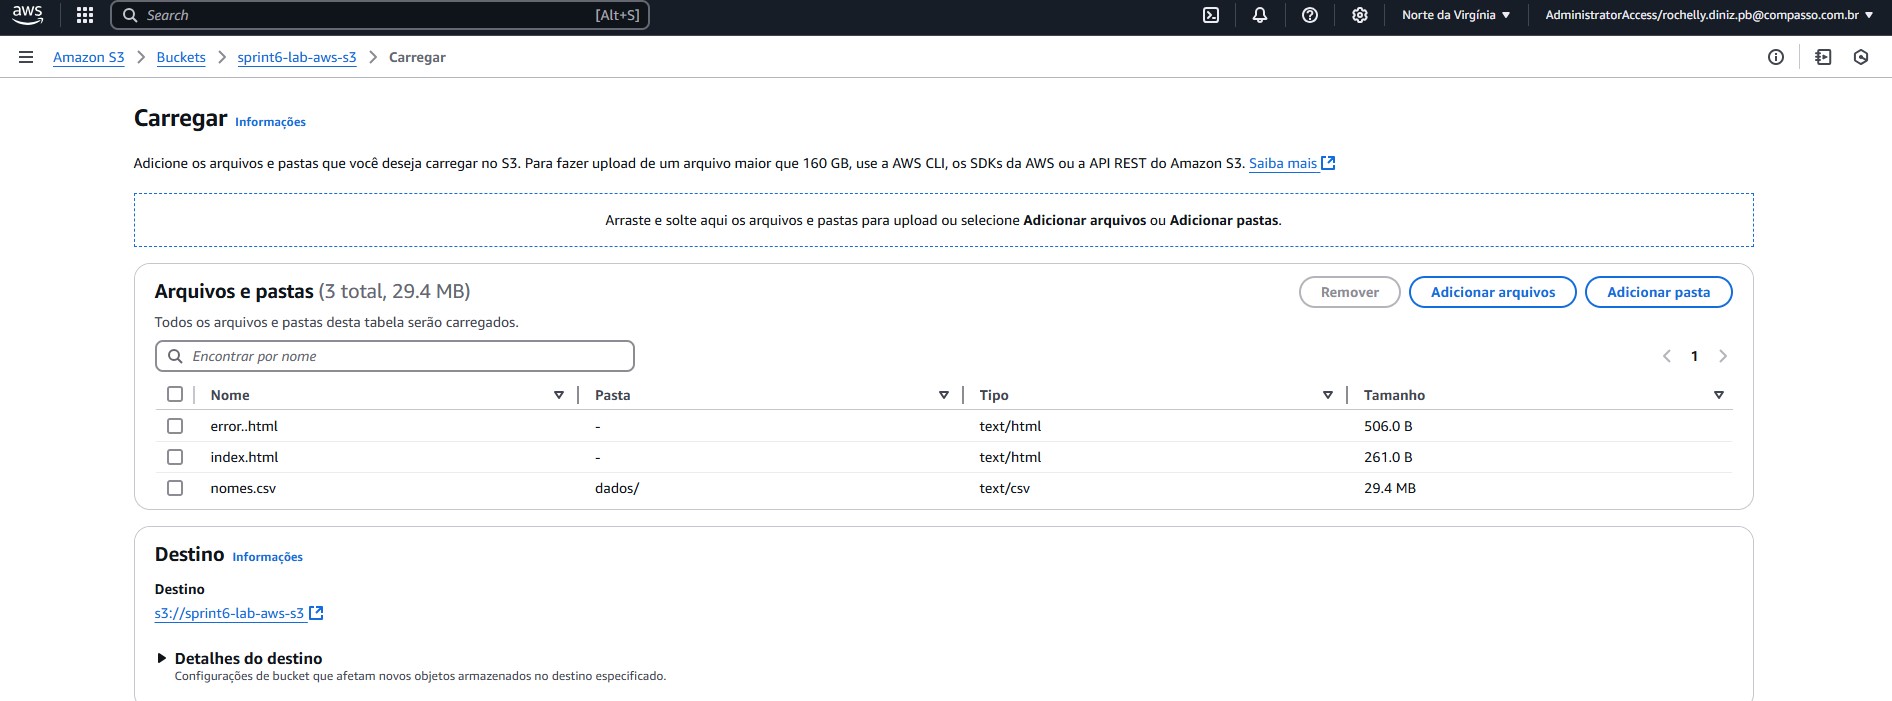 aws
Search [Alt+S] Norte da Virgínia ▼ AdministratorAccess/rochelly.diniz.pb@compasso.com.br ▼
Amazon S3 > Buckets > sprint6-lab-aws-s3 > Carregar
Carregar Informações
Adicione os arquivos e pastas que você deseja carregar no S3. Para fazer upload de um arquivo maior que 160 GB, use a AWS CLI, os SDKs da AWS ou a API REST do Amazon S3. Saiba mais
Arraste e solte aqui os arquivos e pastas para upload ou selecione Adicionar arquivos ou Adicionar pastas.
Arquivos e pastas (3 total, 29.4 MB) Remover Adicionar arquivos Adicionar pasta
Todos os arquivos e pastas desta tabela serão carregados.
Encontrar por nome < 1 >
Nome Pasta Tipo Tamanho
error..html - text/html 506.0 B
index.html - text/html 261.0 B
nomes.csv dados/ text/csv 29.4 MB
Destino Informações
Destino
s3://sprint6-lab-aws-s3
Detalhes do destino
Configurações de bucket que afetam novos objetos armazenados no destino especificado.